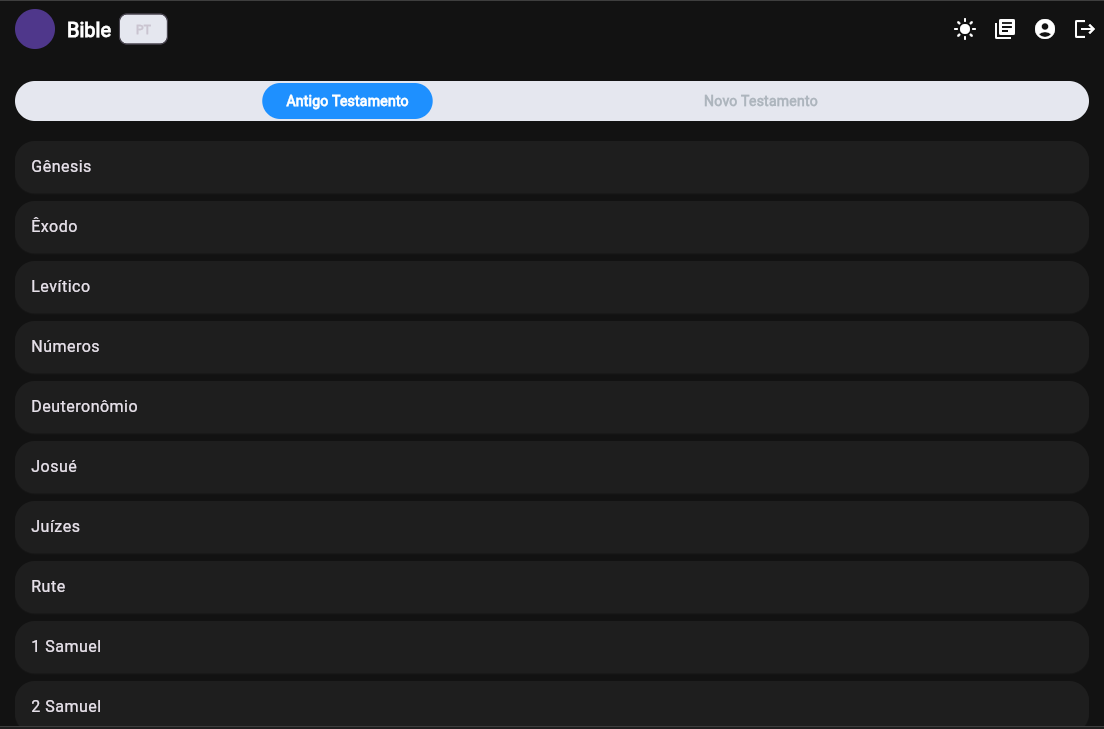 Bible PT
Antigo Testamento Novo Testamento
Gênesis
Êxodo
Levítico
Números
Deuteronômio
Josué
Juízes
Rute
1 Samuel
2 Samuel